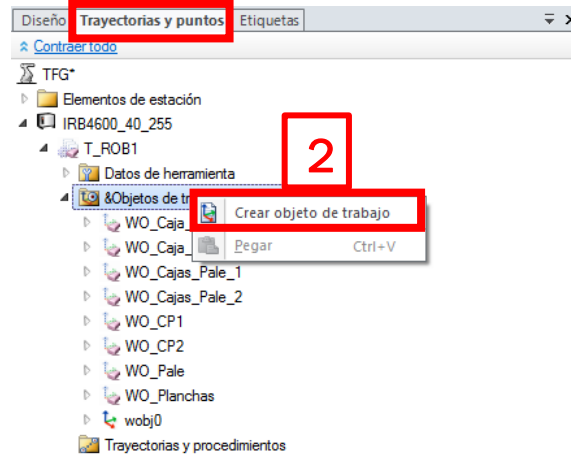 Diseño Trayectorias y puntos Etiquetas
Contraer todo
TFG*
Elementos de estación
IRB4600_40_255
T_ROB1
2
Datos de herramienta
&Objetos de tr
Crear objeto de trabajo
WO_Caja_
WO_Caja_
Pegar Ctrl+V
WO_Cajas_Pale_1
WO_Cajas_Pale_2
WO_CP1
WO_CP2
WO_Pale
WO_Planchas
wobj0
Trayectorias y procedimientos